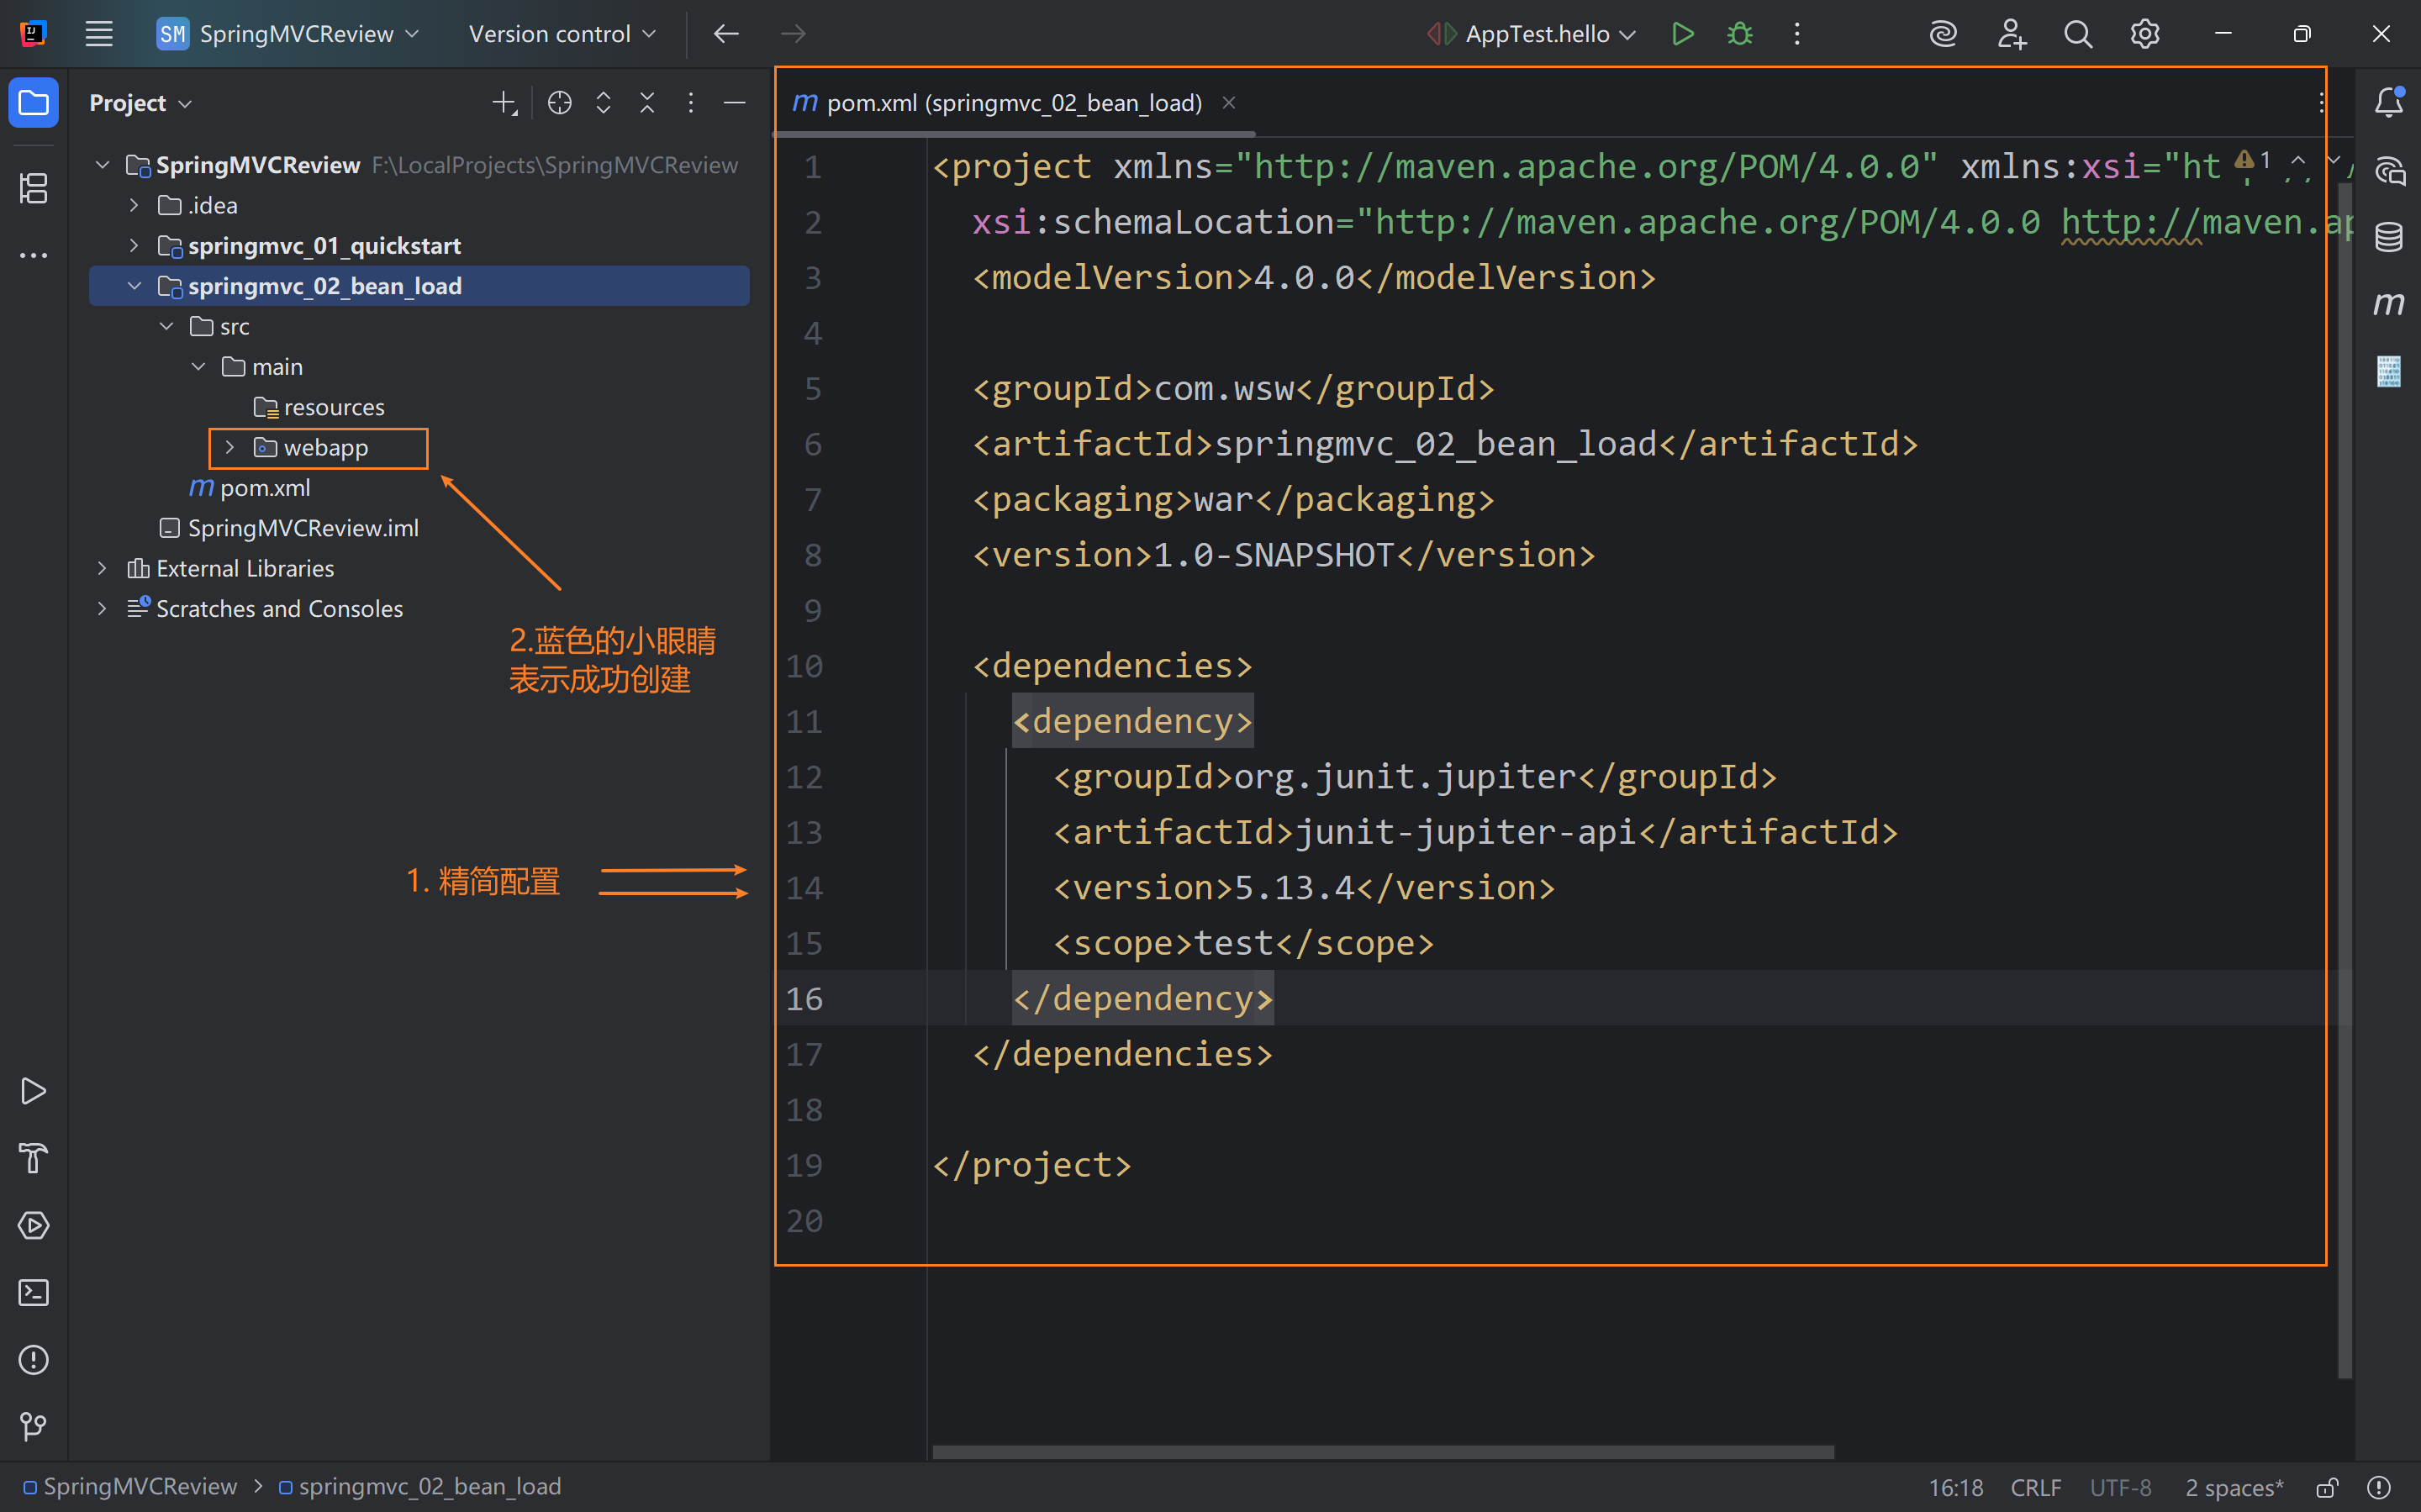 SM SpringMVCReview Version control AppTest.hello
Project
SpringMVCReview F:\LocalProjects\SpringMVCReview
.idea
springmvc_01_quickstart
springmvc_02_bean_load
src
main
resources
webapp
m pom.xml
SpringMVCReview.iml
External Libraries
Scratches and Consoles
2.蓝色的小眼睛
表示成功创建
1. 精简配置
m pom.xml (springmvc_02_bean_load)
1 <project xmlns="http://maven.apache.org/POM/4.0.0" xmlns:xsi="ht 1
2 xsi:schemaLocation="http://maven.apache.org/POM/4.0.0 http://maven.ap
3 <modelVersion>4.0.0</modelVersion>
4
5 <groupId>com.wsw</groupId>
6 <artifactId>springmvc_02_bean_load</artifactId>
7 <packaging>war</packaging>
8 <version>1.0-SNAPSHOT</version>
9
10 <dependencies>
11 <dependency>
12 <groupId>org.junit.jupiter</groupId>
13 <artifactId>junit-jupiter-api</artifactId>
14 <version>5.13.4</version>
15 <scope>test</scope>
16 </dependency>
17 </dependencies>
18
19 </project>
20
m
SpringMVCReview > springmvc_02_bean_load 16:18 CRLF UTF-8 2 spaces*